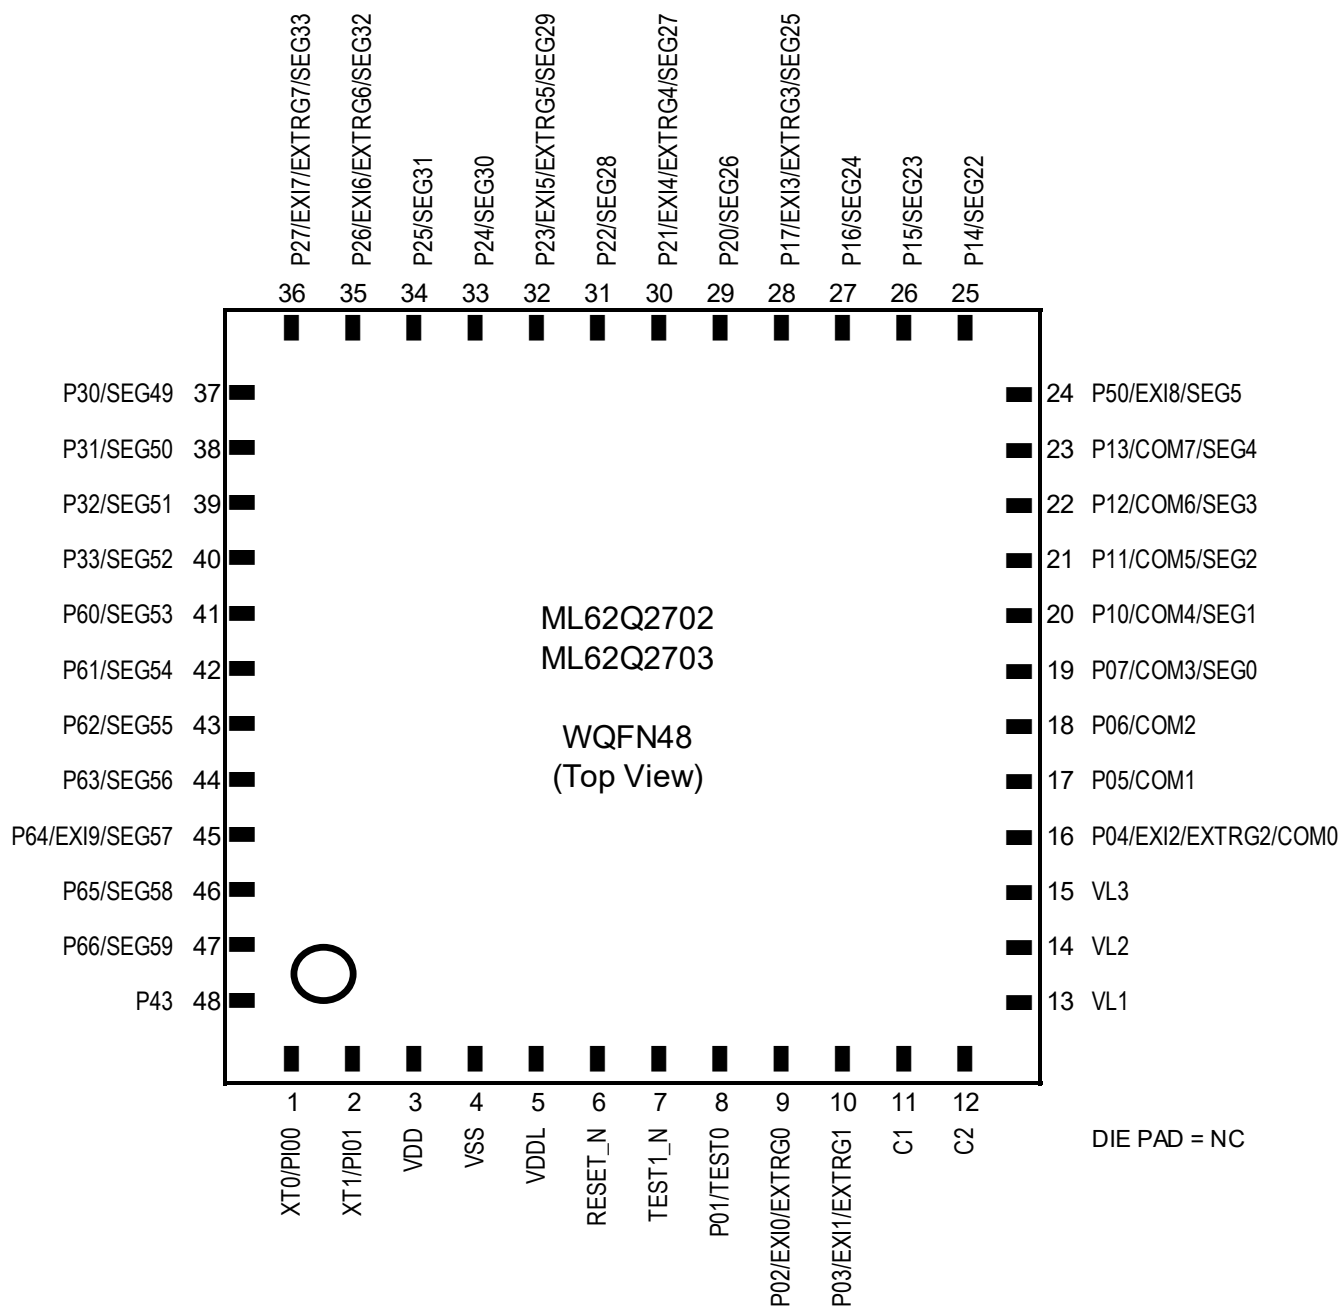 P27/EXI7/EXTRG7/SEG33
P26/EXI6/EXTRG6/SEG32
P25/SEG31
P24/SEG30
P23/EXI5/EXTRG5/SEG29
P22/SEG28
P21/EXI4/EXTRG4/SEG27
P20/SEG26
P17/EXI3/EXTRG3/SEG25
P16/SEG24
P15/SEG23
P14/SEG22
36 35 34 33 32 31 30 29 28 27 26 25
P30/SEG49 37
P31/SEG50 38
P32/SEG51 39
P33/SEG52 40
P60/SEG53 41
P61/SEG54 42
P62/SEG55 43
P63/SEG56 44
P64/EXI9/SEG57 45
P65/SEG58 46
P66/SEG59 47
P43 48
ML62Q2702
ML62Q2703
WQFN48
(Top View)
24 P50/EXI8/SEG5
23 P13/COM7/SEG4
22 P12/COM6/SEG3
21 P11/COM5/SEG2
20 P10/COM4/SEG1
19 P07/COM3/SEG0
18 P06/COM2
17 P05/COM1
16 P04/EXI2/EXTRG2/COM0
15 VL3
14 VL2
13 VL1
1 2 3 4 5 6 7 8 9 10 11 12
XT0/PI00
XT1/PI01
VDD
VSS
VDDL
RESET_N
TEST1_N
P01/TEST0
P02/EXI0/EXTRG0
P03/EXI1/EXTRG1
C1
C2
DIE PAD = NC